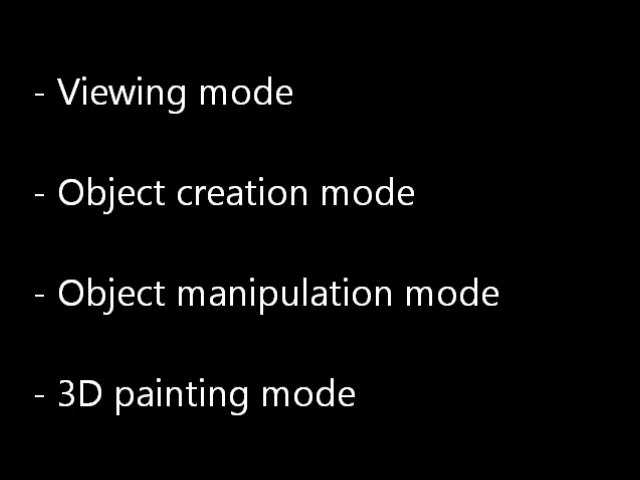 - Viewing mode
- Object creation mode
- Object manipulation mode
- 3D painting mode